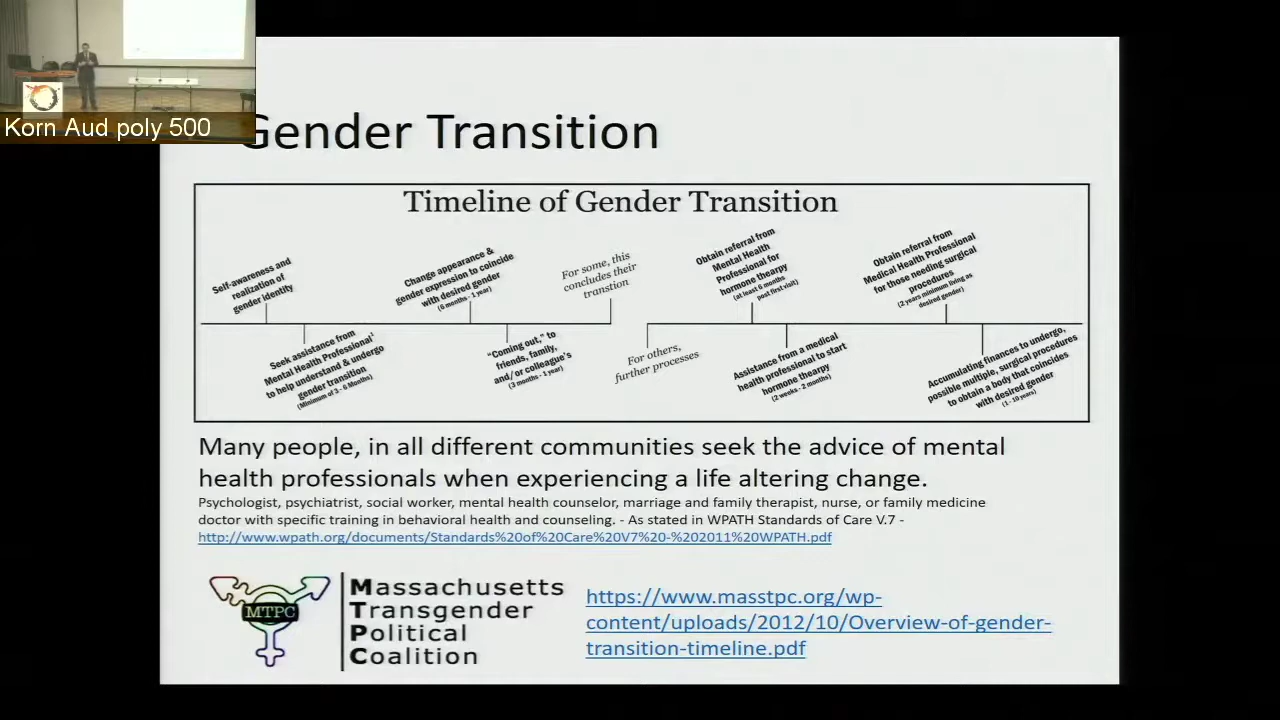 Korn Aud poly 500
Gender Transition
Timeline of Gender Transition
Self-awareness and
realization of
gender identity
Seek assistance from
Mental Health Professional¹
to help understand & undergo
gender transition
(Minimum of 3 - 6 Months)
Change appearance &
gender expression to coincide
with desired gender
(6 months - 1 year)
"Coming out," to
friends, family,
and/or colleague's
(3 months - 1 year)
For some, this
concludes their
transtion
For others,
further processes
Obtain referral from
Mental Health
Professional for
hormone thearpy
(at least 6 months
post first visit)
Assistance from a medical
health professional to start
hormone thearpy
(2 weeks - 2 months)
Obtain referral from
Medical Health Professional
for those needing surgical
procedures
(2 years minimum living as
desired gender)
Accumulating finances to undergo,
possible multiple, surgical procedures
to obtain a body that coincides
with desired gender
(1 - 10 years)
Many people, in all different communities seek the advice of mental
health professionals when experiencing a life altering change.
Psychologist, psychiatrist, social worker, mental health counselor, marriage and family therapist, nurse, or family medicine
doctor with specific training in behavioral health and counseling. - As stated in WPATH Standards of Care V.7 -
http://www.wpath.org/documents/Standards%20of%20Care%20V7%20-%202011%20WPATH.pdf
MTPC
Massachusetts
Transgender
Political
Coalition
https://www.masstpc.org/wp-
content/uploads/2012/10/Overview-of-gender-
transition-timeline.pdf